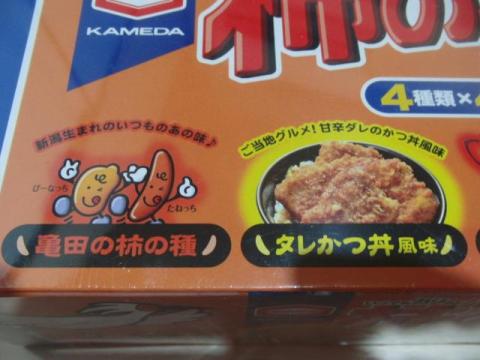 KAMEDA
柿の
4種類×
新潟生まれのいつものあの味♪
ぴーなっち
たねっち
亀田の柿の種
ご当地グルメ!甘辛ダレのかつ丼風味
タレかつ丼風味